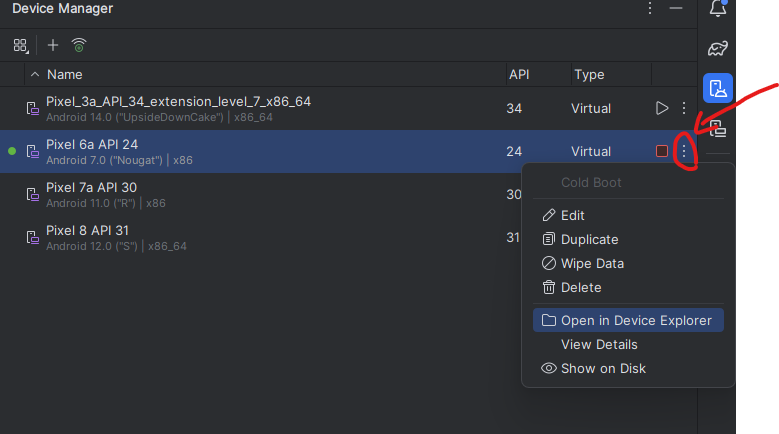 Device Manager
Name API Type
Pixel_3a_API_34_extension_level_7_x86_64 34 Virtual
Android 14.0 ("UpsideDownCake") | x86_64
Pixel 6a API 24 24 Virtual
Android 7.0 ("Nougat") | x86
Pixel 7a API 30 30
Android 11.0 ("R") | x86
Pixel 8 API 31 31
Android 12.0 ("S") | x86_64
Cold Boot
Edit
Duplicate
Wipe Data
Delete
Open in Device Explorer
View Details
Show on Disk